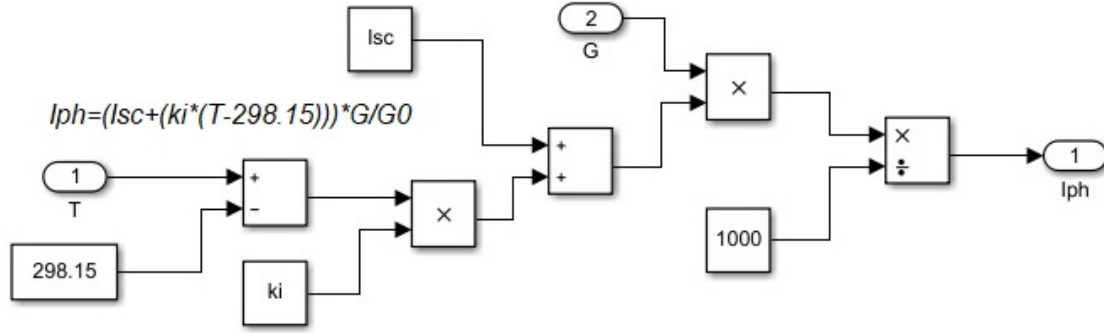 Isc
2
G
×
Iph=(Isc+(ki*(T-298.15)))*G/G0
+
+
×
÷
1
Iph
1
T
+
−
×
1000
298.15
ki